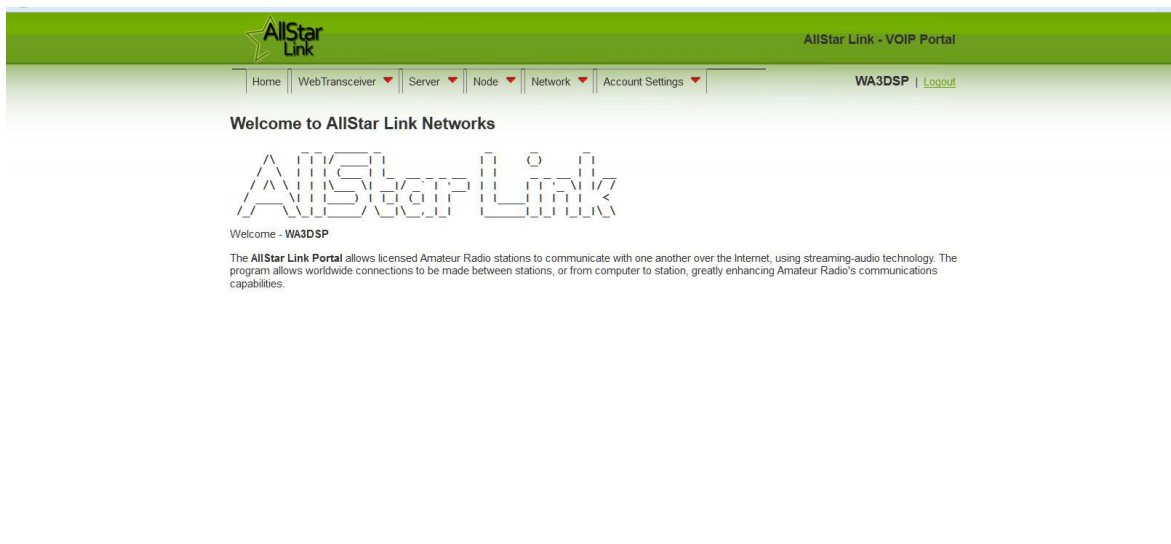 AllStar
Link
AllStar Link - VOIP Portal
Home WebTransceiver Server Node Network Account Settings
WA3DSP | Logout
Welcome to AllStar Link Networks
AllStar Link
Welcome - WA3DSP
The AllStar Link Portal allows licensed Amateur Radio stations to communicate with one another over the Internet, using streaming-audio technology. The
program allows worldwide connections to be made between stations, or from computer to station, greatly enhancing Amateur Radio's communications
capabilities.